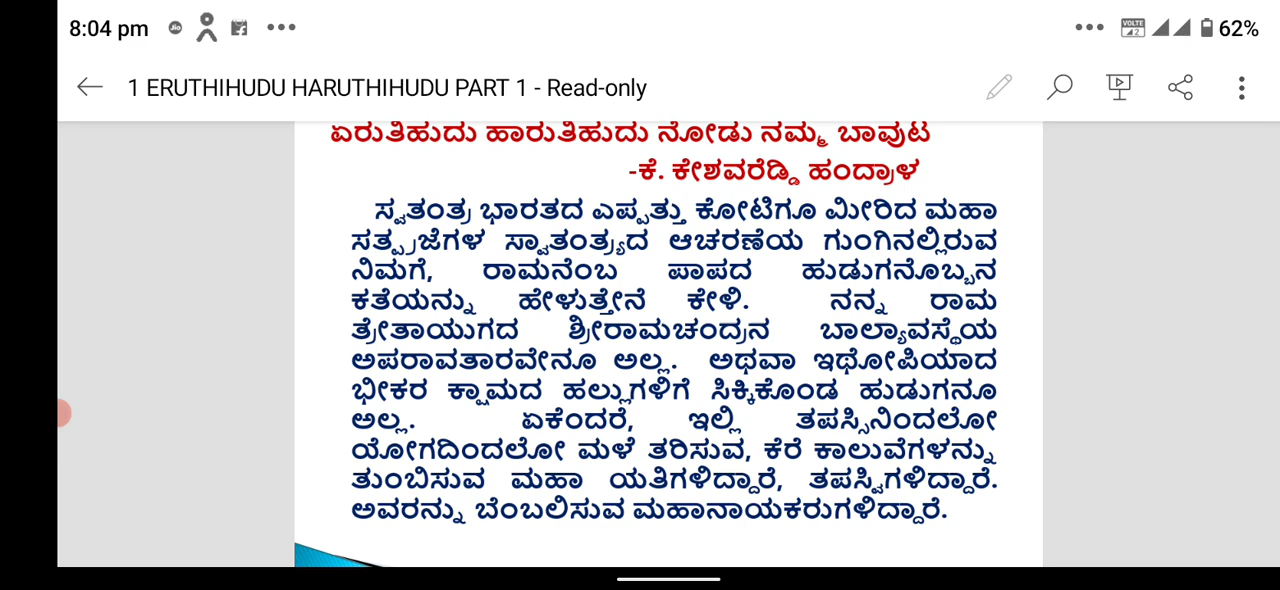 8:04 pm
VOLTE 2 62%
1 ERUTHIHUDU HARUTHIHUDU PART 1 - Read-only
ಏರುತಿಹುದು ಹಾರುತಿಹುದು ನೋಡು ನಮ್ಮ ಬಾವುಟ
-ಕೆ. ಕೇಶವರೆಡ್ಡಿ ಹಂದ್ರಾಳ
ಸ್ವತಂತ್ರ ಭಾರತದ ಎಪ್ಪತ್ತು ಕೋಟಿಗೂ ಮೀರಿದ ಮಹಾ
ಸತ್ಪ್ರಜೆಗಳ ಸ್ವಾತಂತ್ರ್ಯದ ಆಚರಣೆಯ ಗುಂಗಿನಲ್ಲಿರುವ
ನಿಮಗೆ, ರಾಮನೆಂಬ ಪಾಪದ ಹುಡುಗನೊಬ್ಬನ
ಕತೆಯನ್ನು ಹೇಳುತ್ತೇನೆ ಕೇಳಿ. ನನ್ನ ರಾಮ
ತ್ರೇತಾಯುಗದ ಶ್ರೀರಾಮಚಂದ್ರನ ಬಾಲ್ಯಾವಸ್ಥೆಯ
ಅಪರಾವತಾರವೇನೂ ಅಲ್ಲ. ಅಥವಾ ಇಥೋಪಿಯಾದ
ಭೀಕರ ಕ್ಷಾಮದ ಹಲ್ಲುಗಳಿಗೆ ಸಿಕ್ಕಿಕೊಂಡ ಹುಡುಗನೂ
ಅಲ್ಲ. ಏಕೆಂದರೆ, ಇಲ್ಲಿ ತಪಸ್ಸಿನಿಂದಲೋ
ಯೋಗದಿಂದಲೋ ಮಳೆ ತರಿಸುವ, ಕೆರೆ ಕಾಲುವೆಗಳನ್ನು
ತುಂಬಿಸುವ ಮಹಾ ಯತಿಗಳಿದ್ದಾರೆ, ತಪಸ್ವಿಗಳಿದ್ದಾರೆ.
ಅವರನ್ನು ಬೆಂಬಲಿಸುವ ಮಹಾನಾಯಕರುಗಳಿದ್ದಾರೆ.